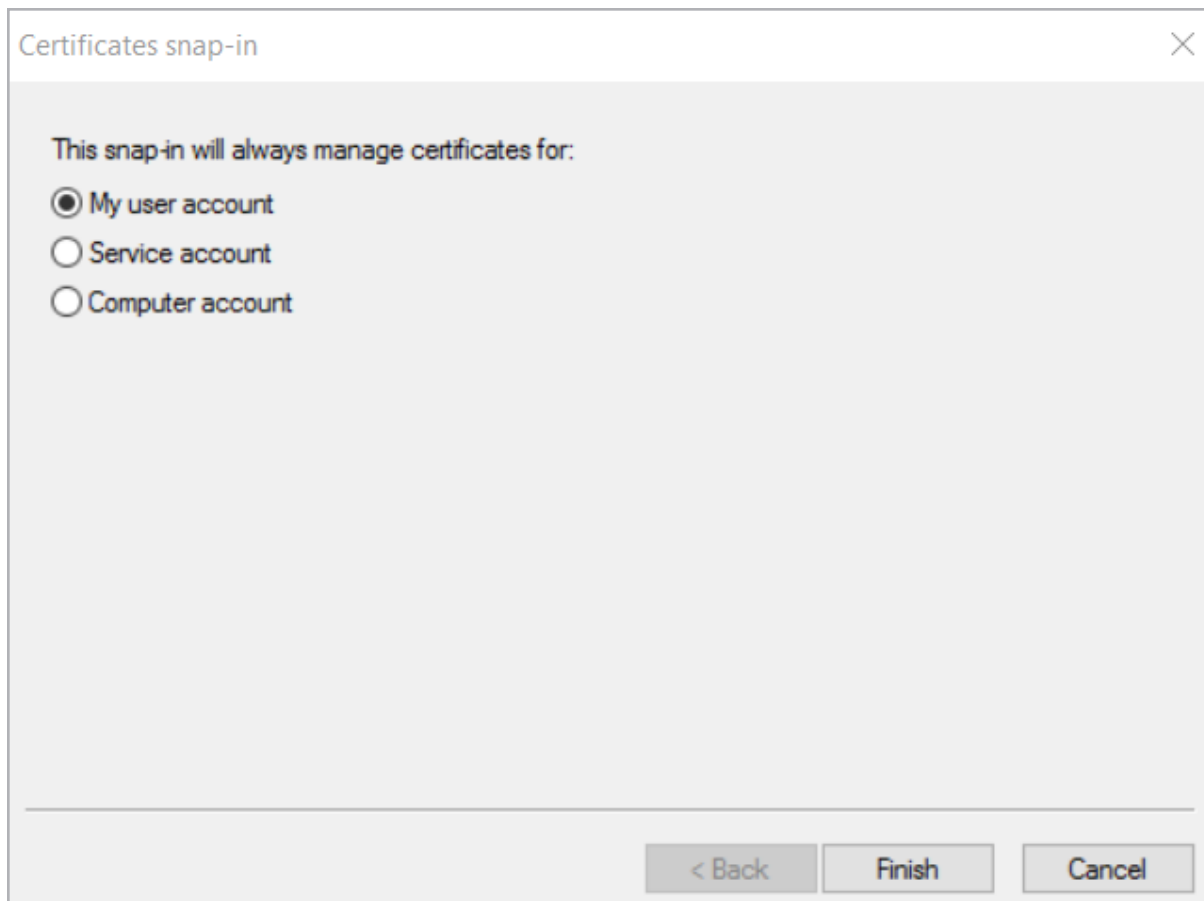 Certificates snap-in
This snap-in will always manage certificates for:
My user account
Service account
Computer account
< Back Finish Cancel